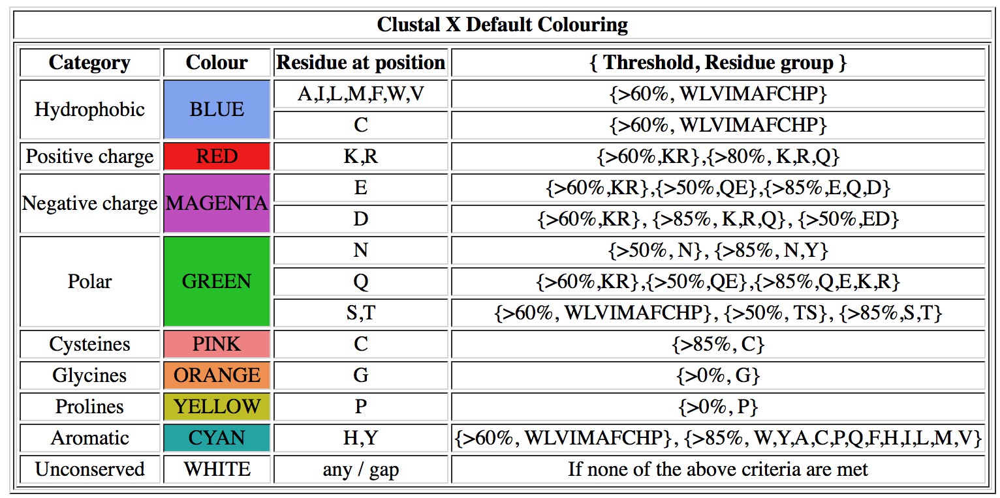 Clustal X Default Colouring
Category Colour Residue at position { Threshold, Residue group }
Hydrophobic BLUE A,I,L,M,F,W,V {>60%, WLVIMAFCHP}
C {>60%, WLVIMAFCHP}
Positive charge RED K,R {>60%,KR},{>80%, K,R,Q}
Negative charge MAGENTA E {>60%,KR},{>50%,QE},{>85%,E,Q,D}
D {>60%,KR}, {>85%, K,R,Q}, {>50%,ED}
Polar GREEN N {>50%, N}, {>85%, N,Y}
Q {>60%,KR},{>50%,QE},{>85%,Q,E,K,R}
S,T {>60%, WLVIMAFCHP}, {>50%, TS}, {>85%,S,T}
Cysteines PINK C {>85%, C}
Glycines ORANGE G {>0%, G}
Prolines YELLOW P {>0%, P}
Aromatic CYAN H,Y {>60%, WLVIMAFCHP}, {>85%, W,Y,A,C,P,Q,F,H,I,L,M,V}
Unconserved WHITE any / gap If none of the above criteria are met